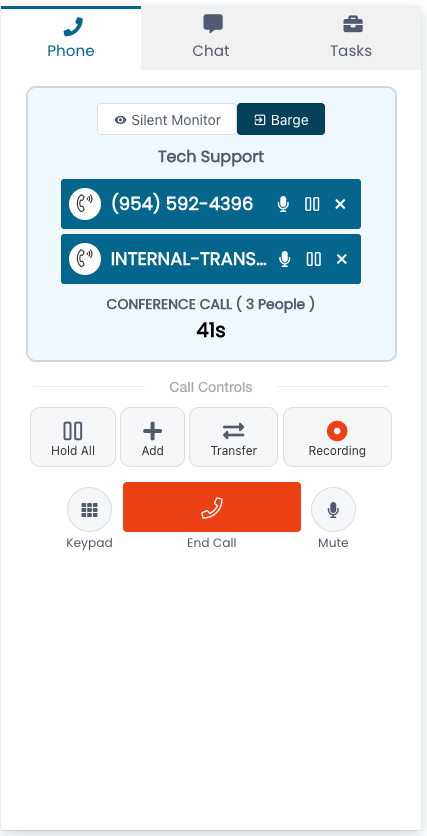 Phone Chat Tasks
Silent Monitor Barge
Tech Support
(954) 592-4396
INTERNAL-TRANS...
CONFERENCE CALL ( 3 People )
41s
Call Controls
Hold All Add Transfer Recording
Keypad End Call Mute